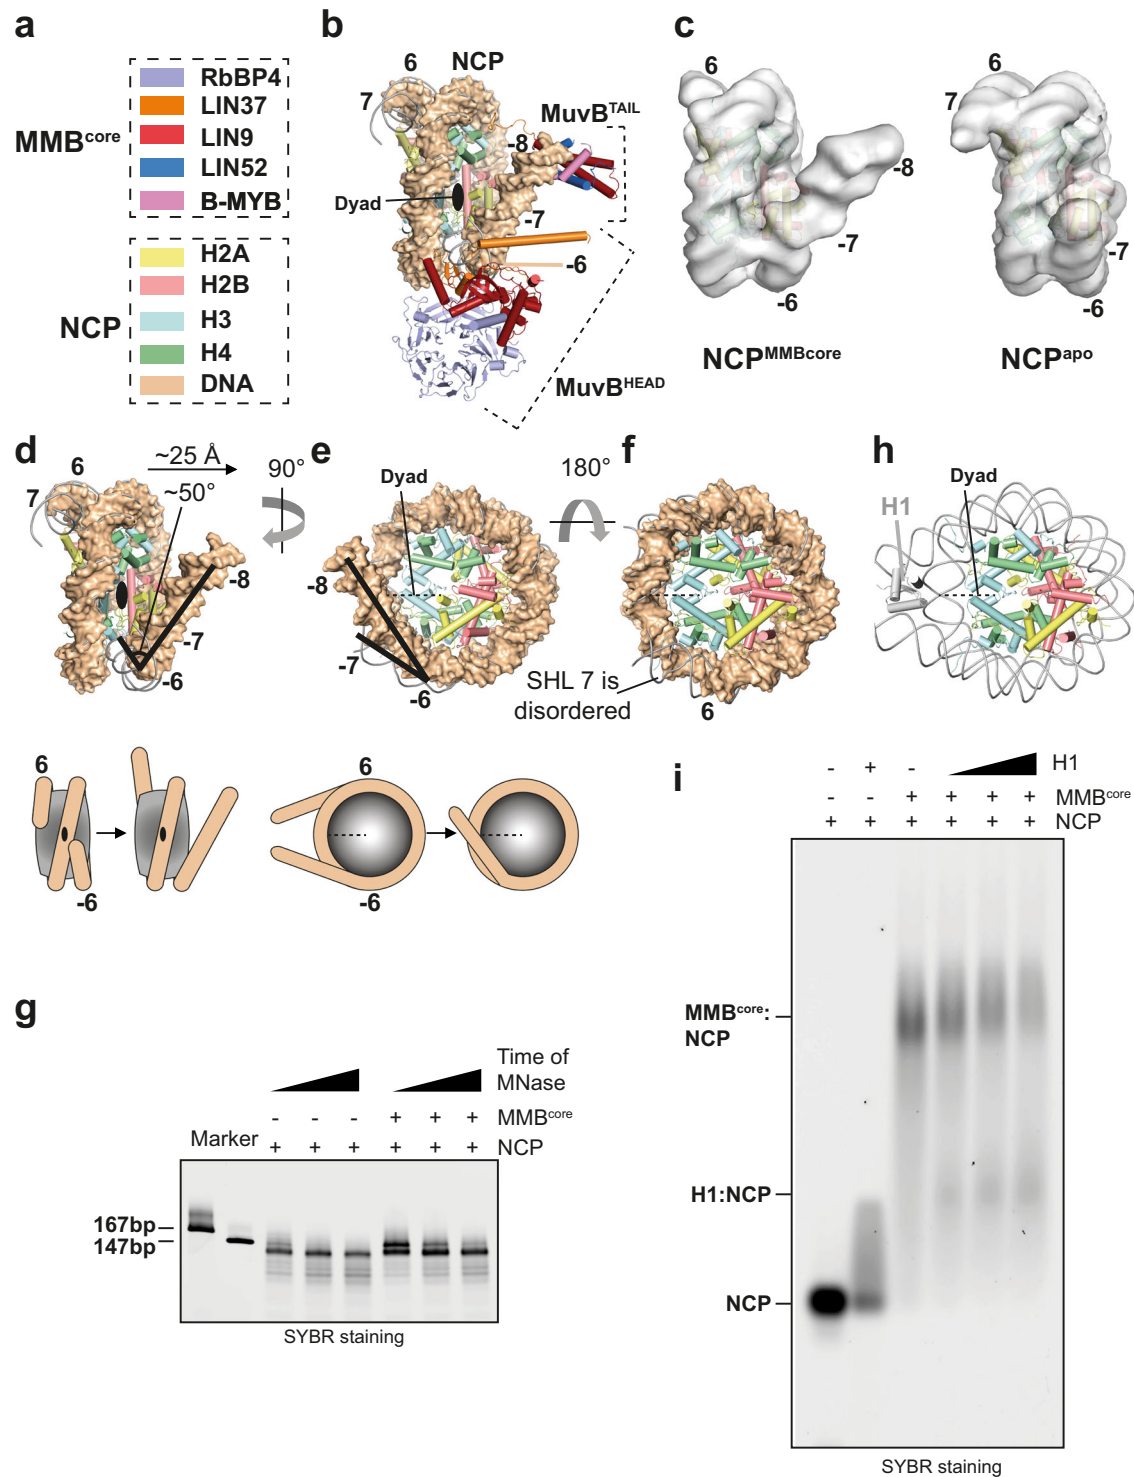 a
MMBcore
RbBP4
LIN37
LIN9
LIN52
B-MYB
NCP
H2A
H2B
H3
H4
DNA
b
6
NCP
7
MuvBTAIL
-8
Dyad
-7
-6
MuvBHEAD
c
6
-8
-7
-6
NCPMMBcore
6
7
-7
-6
NCPapo
d
~25 Å
6
7
~50°
-8
-7
-6
90°
e
Dyad
-8
-7
-6
180°
f
SHL 7 is
disordered
6
h
Dyad
H1
6
-6
6
-6
g
Time of
MNase
- - - + + + MMBcore
Marker + + + + + + NCP
167bp
147bp
SYBR staining
i
- + - H1
- - + + + + MMBcore
+ + + + + + NCP
MMBcore:
NCP
H1:NCP
NCP
SYBR staining